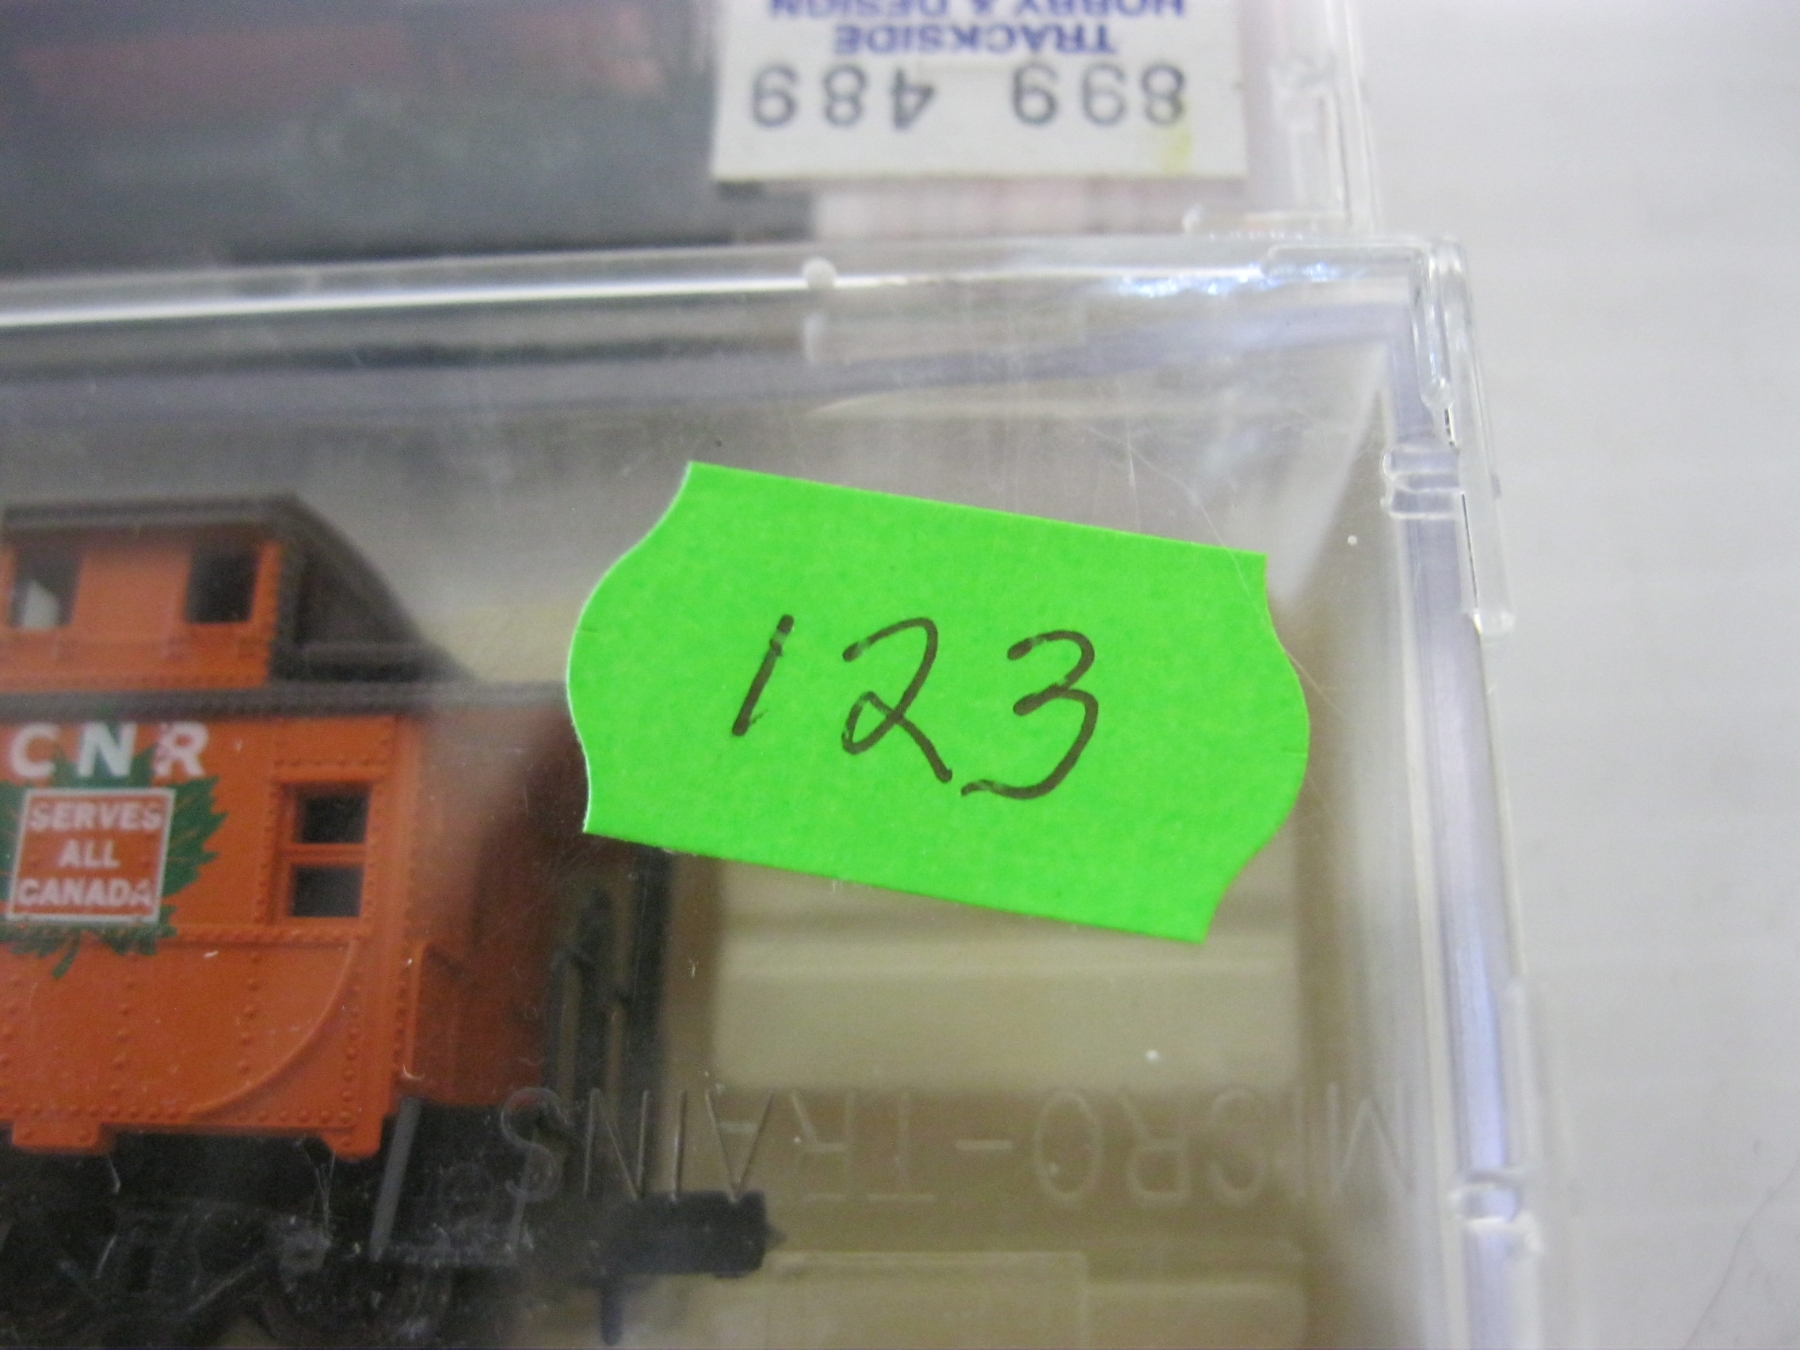 899 489
TRACKSIDE
HOBBY & DESIGN
123
CNR
SERVES
ALL
CANADA
MICRO-TRAINS